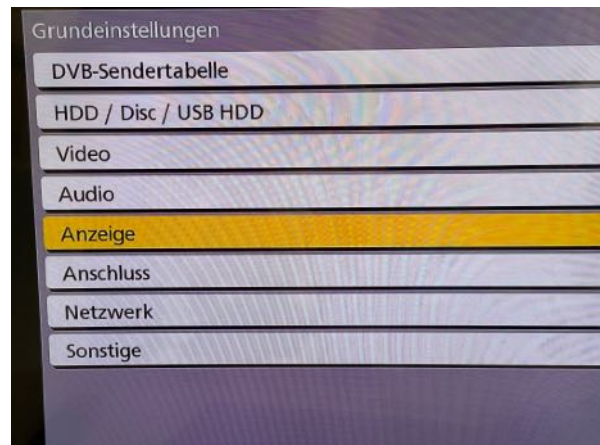 Grundeinstellungen
DVB-Sendertabelle
HDD / Disc / USB HDD
Video
Audio
Anzeige
Anschluss
Netzwerk
Sonstige